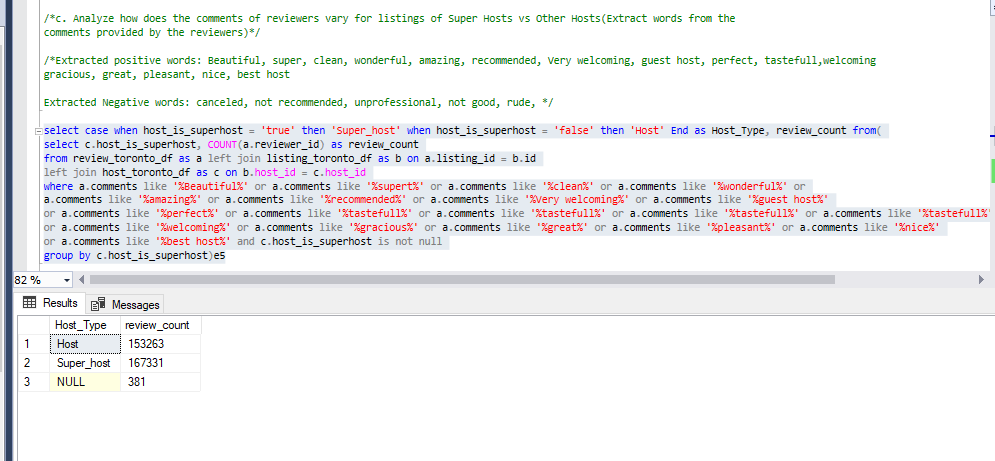 /*c. Analyze how does the comments of reviewers vary for listings of Super Hosts vs Other Hosts(Extract words from the
comments provided by the reviewers)*/
/*Extracted positive words: Beautiful, super, clean, wonderful, amazing, recommended, Very welcoming, guest host, perfect, tastefull,welcoming
gracious, great, pleasant, nice, best host
Extracted Negative words: canceled, not recommended, unprofessional, not good, rude, */
select case when host_is_superhost = 'true' then 'Super_host' when host_is_superhost = 'false' then 'Host' End as Host_Type, review_count from(
select c.host_is_superhost, COUNT(a.reviewer_id) as review_count
from review_toronto_df as a left join listing_toronto_df as b on a.listing_id = b.id
left join host_toronto_df as c on b.host_id = c.host_id
where a.comments like '%Beautiful%' or a.comments like '%supert%' or a.comments like '%clean%' or a.comments like '%wonderful%' or
a.comments like '%amazing%' or a.comments like '%recommended%' or a.comments like '%Very welcoming%' or a.comments like '%guest host%'
or a.comments like '%perfect%' or a.comments like '%tastefull%' or a.comments like '%tastefull%' or a.comments like '%tastefull%' or a.comments like '%tastefull%
or a.comments like '%welcoming%' or a.comments like '%gracious%' or a.comments like '%great%' or a.comments like '%pleasant%' or a.comments like '%nice%'
or a.comments like '%best host%' and c.host_is_superhost is not null
group by c.host_is_superhost)e5
82 %
Results Messages
Host_Type review_count
1 Host 153263
2 Super_host 167331
3 NULL 381